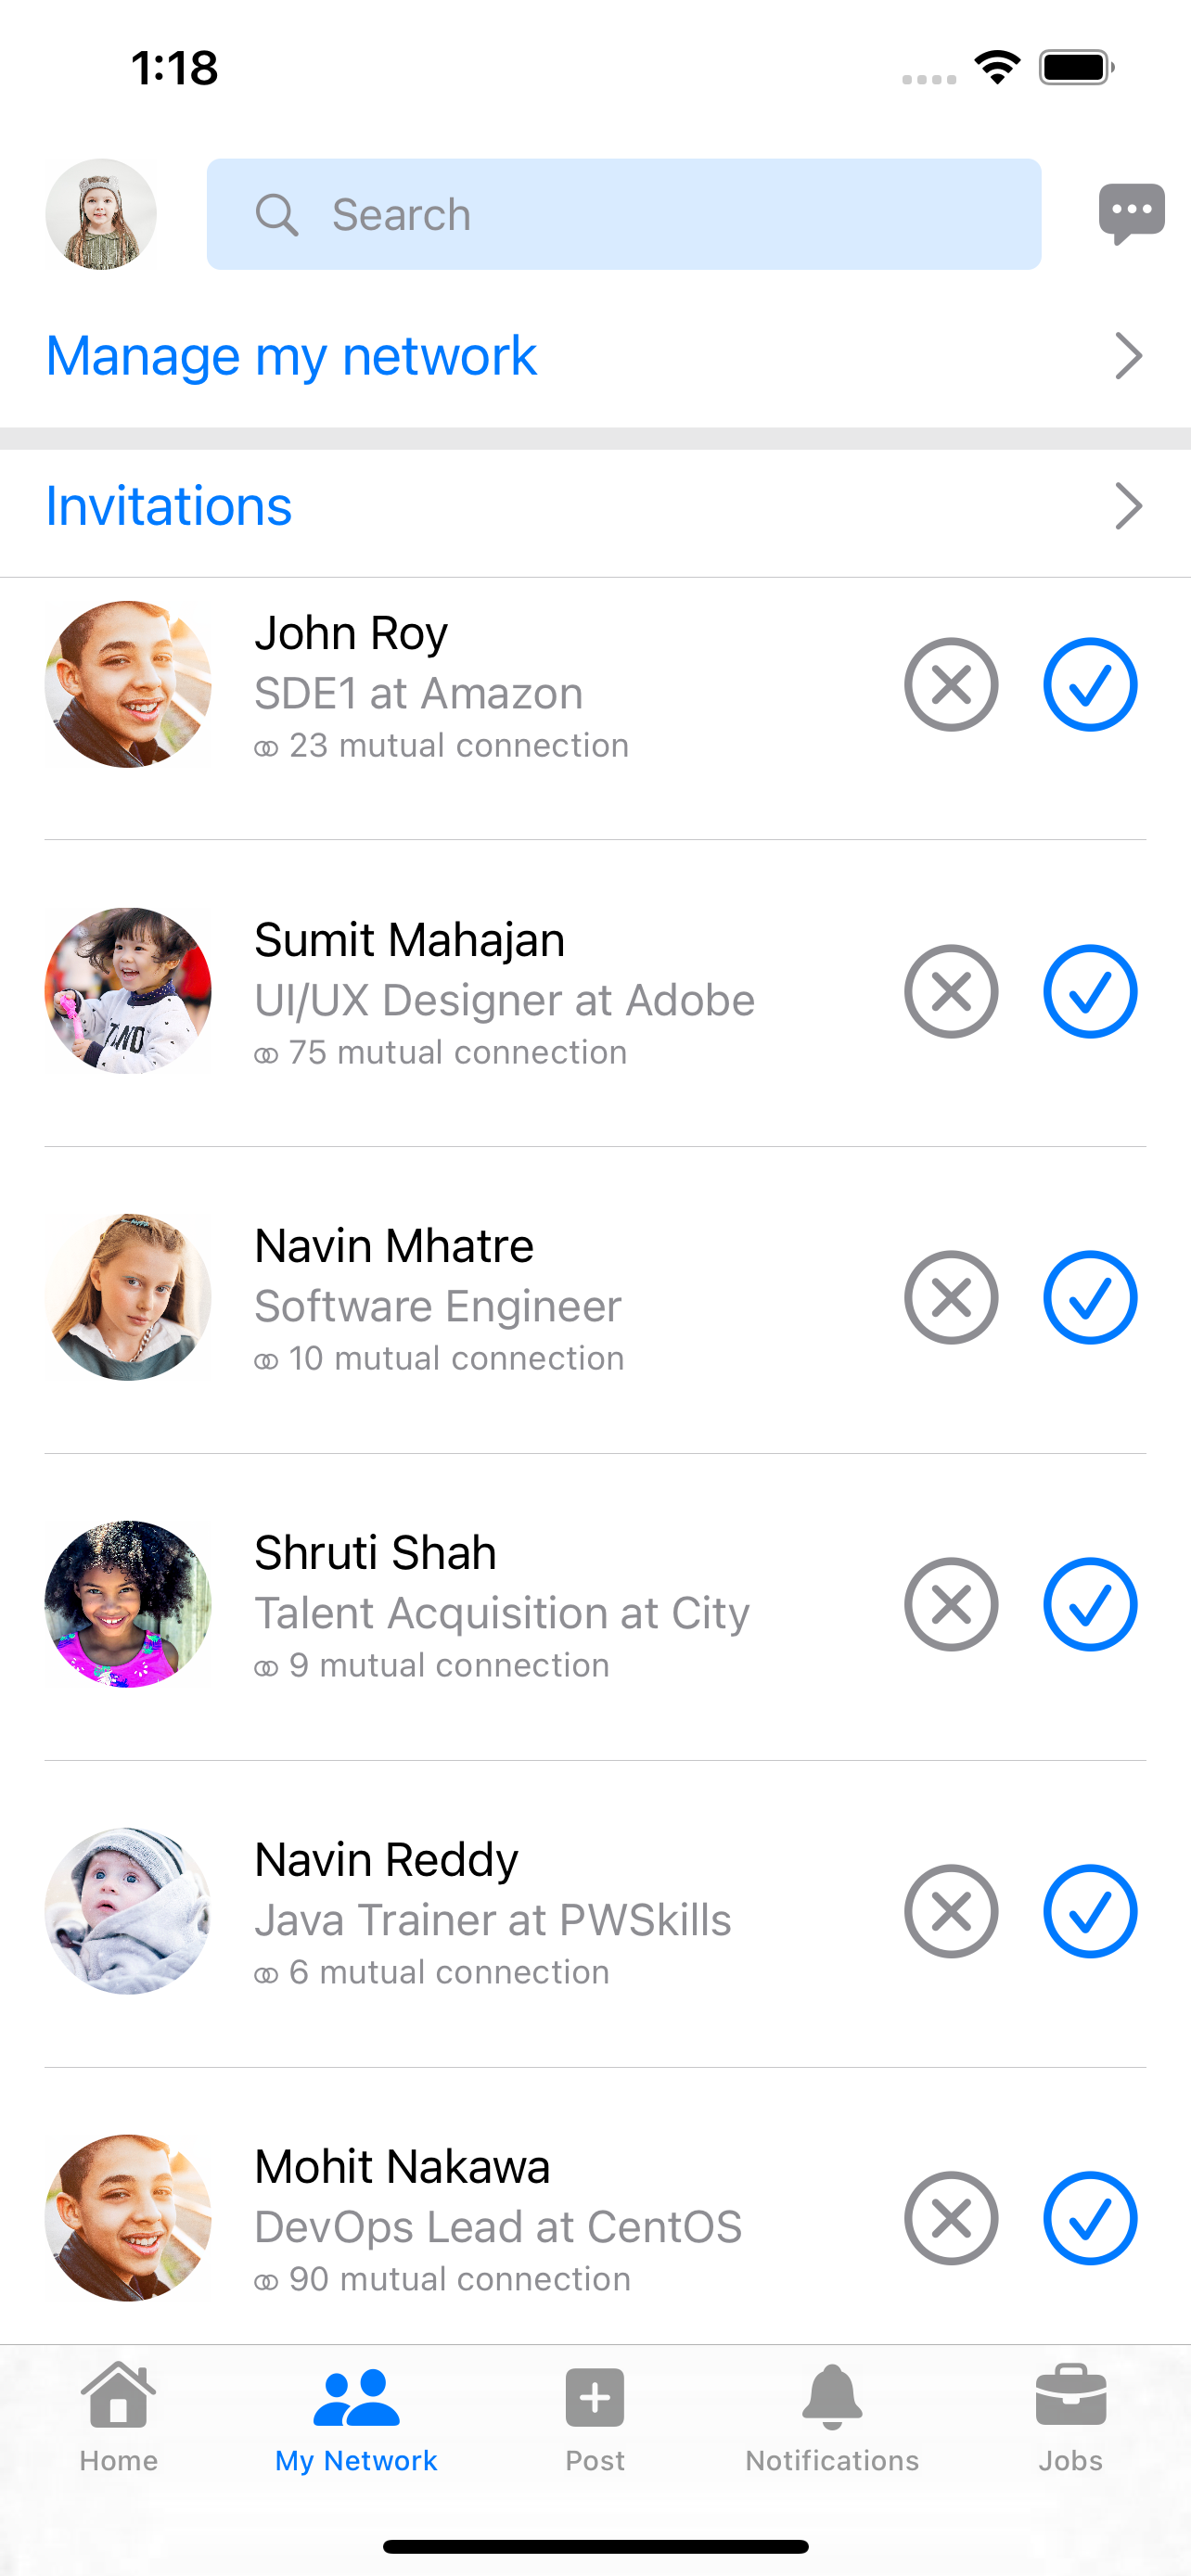 1:18
Search
Manage my network
Invitations
John Roy
SDE1 at Amazon
23 mutual connection
Sumit Mahajan
UI/UX Designer at Adobe
75 mutual connection
Navin Mhatre
Software Engineer
10 mutual connection
Shruti Shah
Talent Acquisition at City
9 mutual connection
Navin Reddy
Java Trainer at PWSkills
6 mutual connection
Mohit Nakawa
DevOps Lead at CentOS
90 mutual connection
Home My Network Post Notifications Jobs